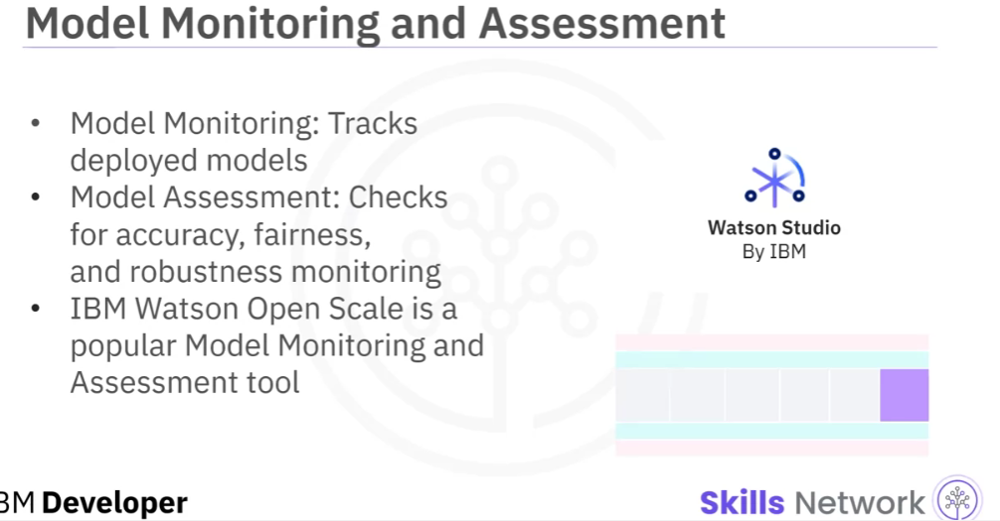 Model Monitoring and Assessment
• Model Monitoring: Tracks
deployed models
• Model Assessment: Checks
for accuracy, fairness,
and robustness monitoring
• IBM Watson Open Scale is a
popular Model Monitoring and
Assessment tool
Watson Studio
By IBM
BM Developer
Skills Network